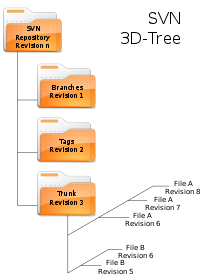 SVN
3D-Tree
SVN
Repository
Revision n
Branches
Revision 1
Tags
Revision 2
Trunk
Revision 3
File A
Revision 8
File A
Revision 7
File A
Revision 6
File B
Revision 6
File B
Revision 5